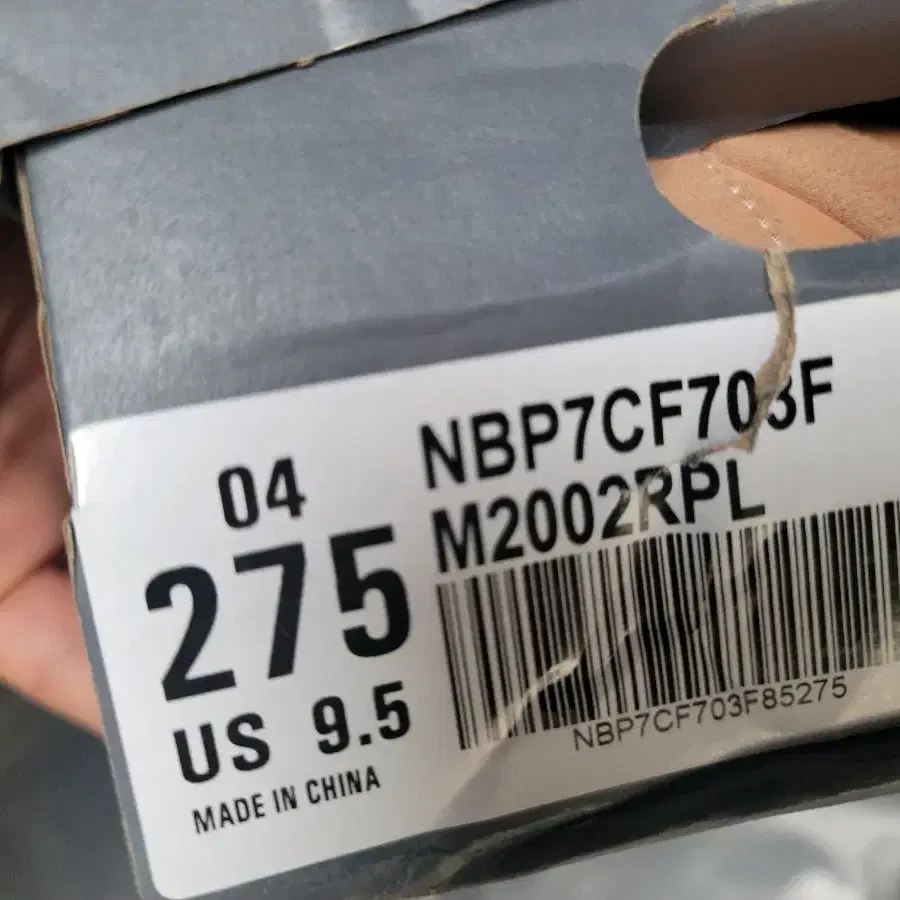 04
275
US 9.5
MADE IN CHINA
NBP7CF703F
M2002RPL
NBP7CF703F85275